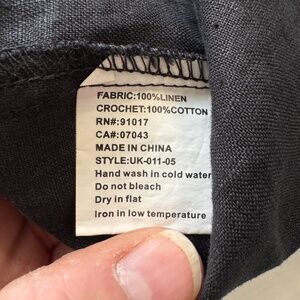 FABRIC:100%LINEN
CROCHET:100%COTTON
RN#:91017
CA#:07043
MADE IN CHINA
STYLE:UK-011-05
Hand wash in cold water
Do not bleach
Dry in flat
Iron in low temperature